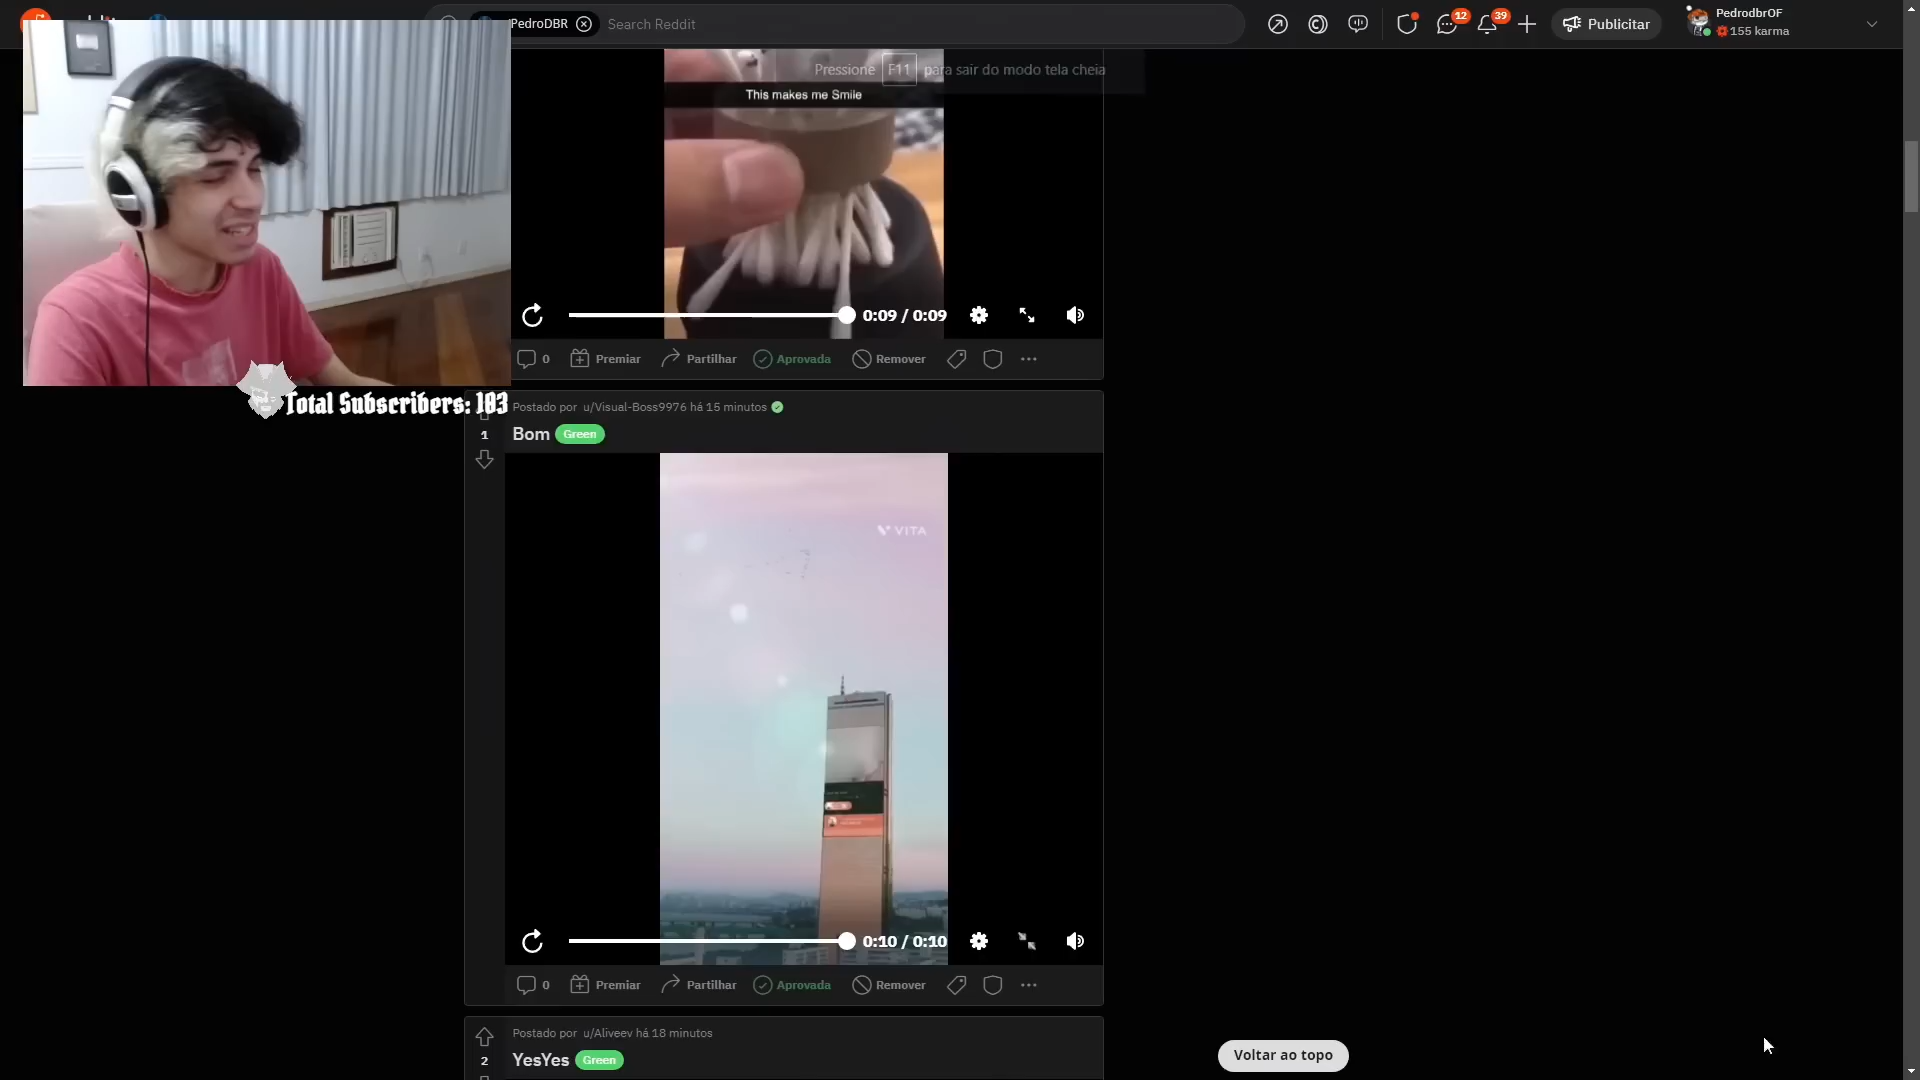 PedroDBR
Search Reddit
12
39
Publicitar
PedrodbrOF
155 karma
Pressione F11 para sair do modo tela cheia
This makes me Smile
0:09 / 0:09
0 Premiar Partilhar Aprovada Remover
Total Subscribers: 103
Postado por u/Visual-Boss9976 há 15 minutos
1
Bom Green
VITA
0:10 / 0:10
0 Premiar Partilhar Aprovada Remover
Postado por u/Aliveev há 18 minutos
2
YesYes Green
Voltar ao topo